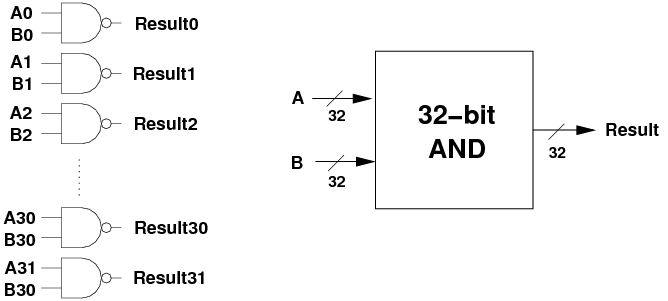 A0
B0
Result0
A1
B1
Result1
A2
B2
Result2
A30
B30
Result30
A31
B30
Result31
A
32
B
32
32-bit
AND
32
Result